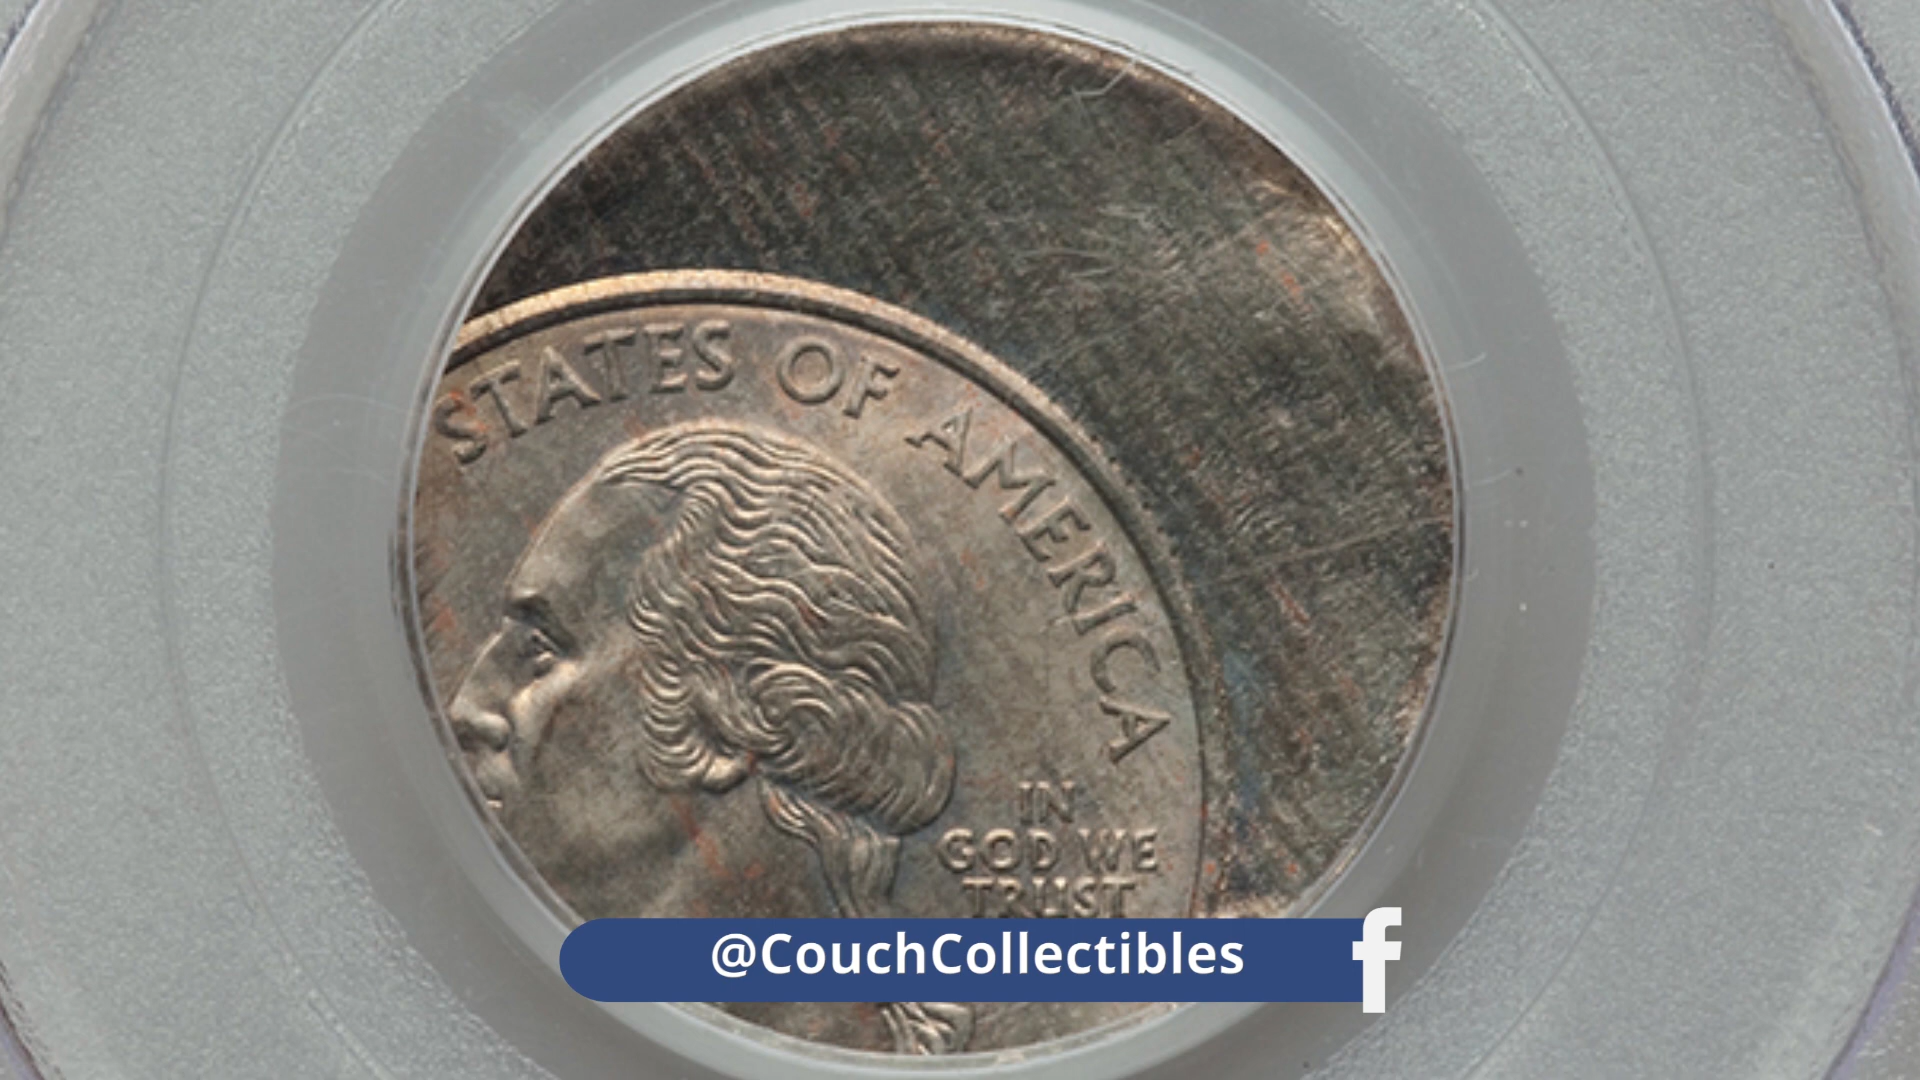 STATES OF AMERICA
IN
GOD WE
TRUST
@CouchCollectibles
f